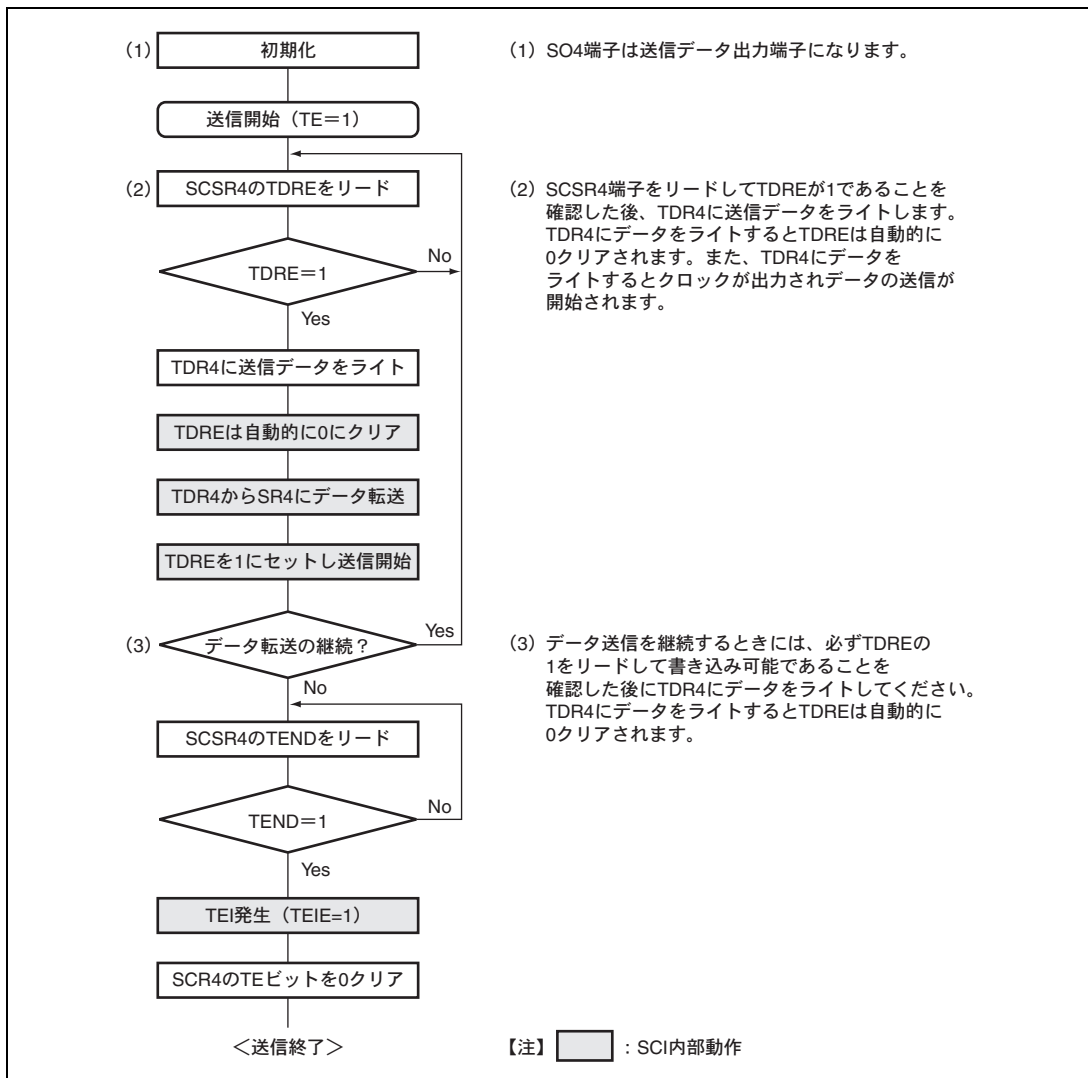 (1) 初期化
(1) SO4端子は送信データ出力端子になります。
送信開始（TE＝1）
(2) SCSR4のTDREをリード
(2) SCSR4端子をリードしてTDREが1であることを
確認した後、TDR4に送信データをライトします。
TDR4にデータをライトするとTDREは自動的に
0クリアされます。また、TDR4にデータを
ライトするとクロックが出力されデータの送信が
開始されます。
TDRE＝1
No
Yes
TDR4に送信データをライト
TDREは自動的に0にクリア
TDR4からSR4にデータ転送
TDREを1にセットし送信開始
(3) データ転送の継続？
Yes
No
(3) データ送信を継続するときには、必ずTDREの
1をリードして書き込み可能であることを
確認した後にTDR4にデータをライトしてください。
TDR4にデータをライトするとTDREは自動的に
0クリアされます。
SCSR4のTENDをリード
TEND＝1
No
Yes
TEI発生（TEIE=1）
SCR4のTEビットを0クリア
＜送信終了＞
【注】 ：SCI内部動作